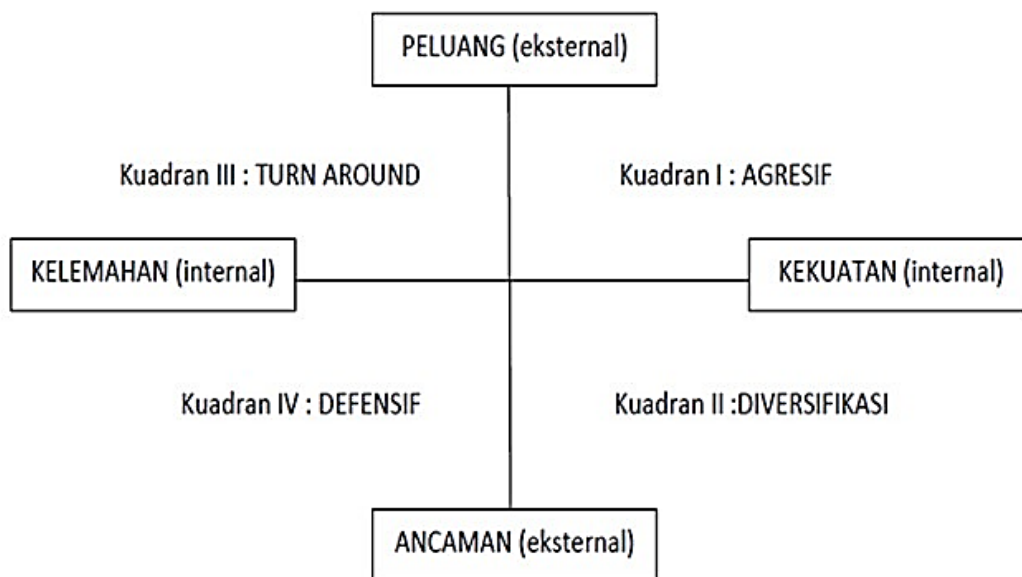 PELUANG (eksternal)
Kuadran III : TURN AROUND
Kuadran I : AGRESIF
KELEMAHAN (internal)
KEKUATAN (internal)
Kuadran IV : DEFENSIF
Kuadran II :DIVERSIFIKASI
ANCAMAN (eksternal)